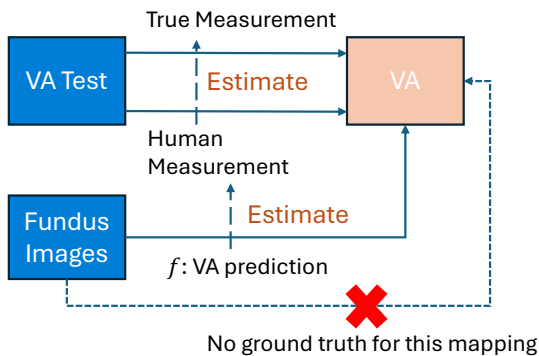 True Measurement
VA Test
Estimate
VA
Human
Measurement
Fundus
Images
Estimate
f: VA prediction
No ground truth for this mapping